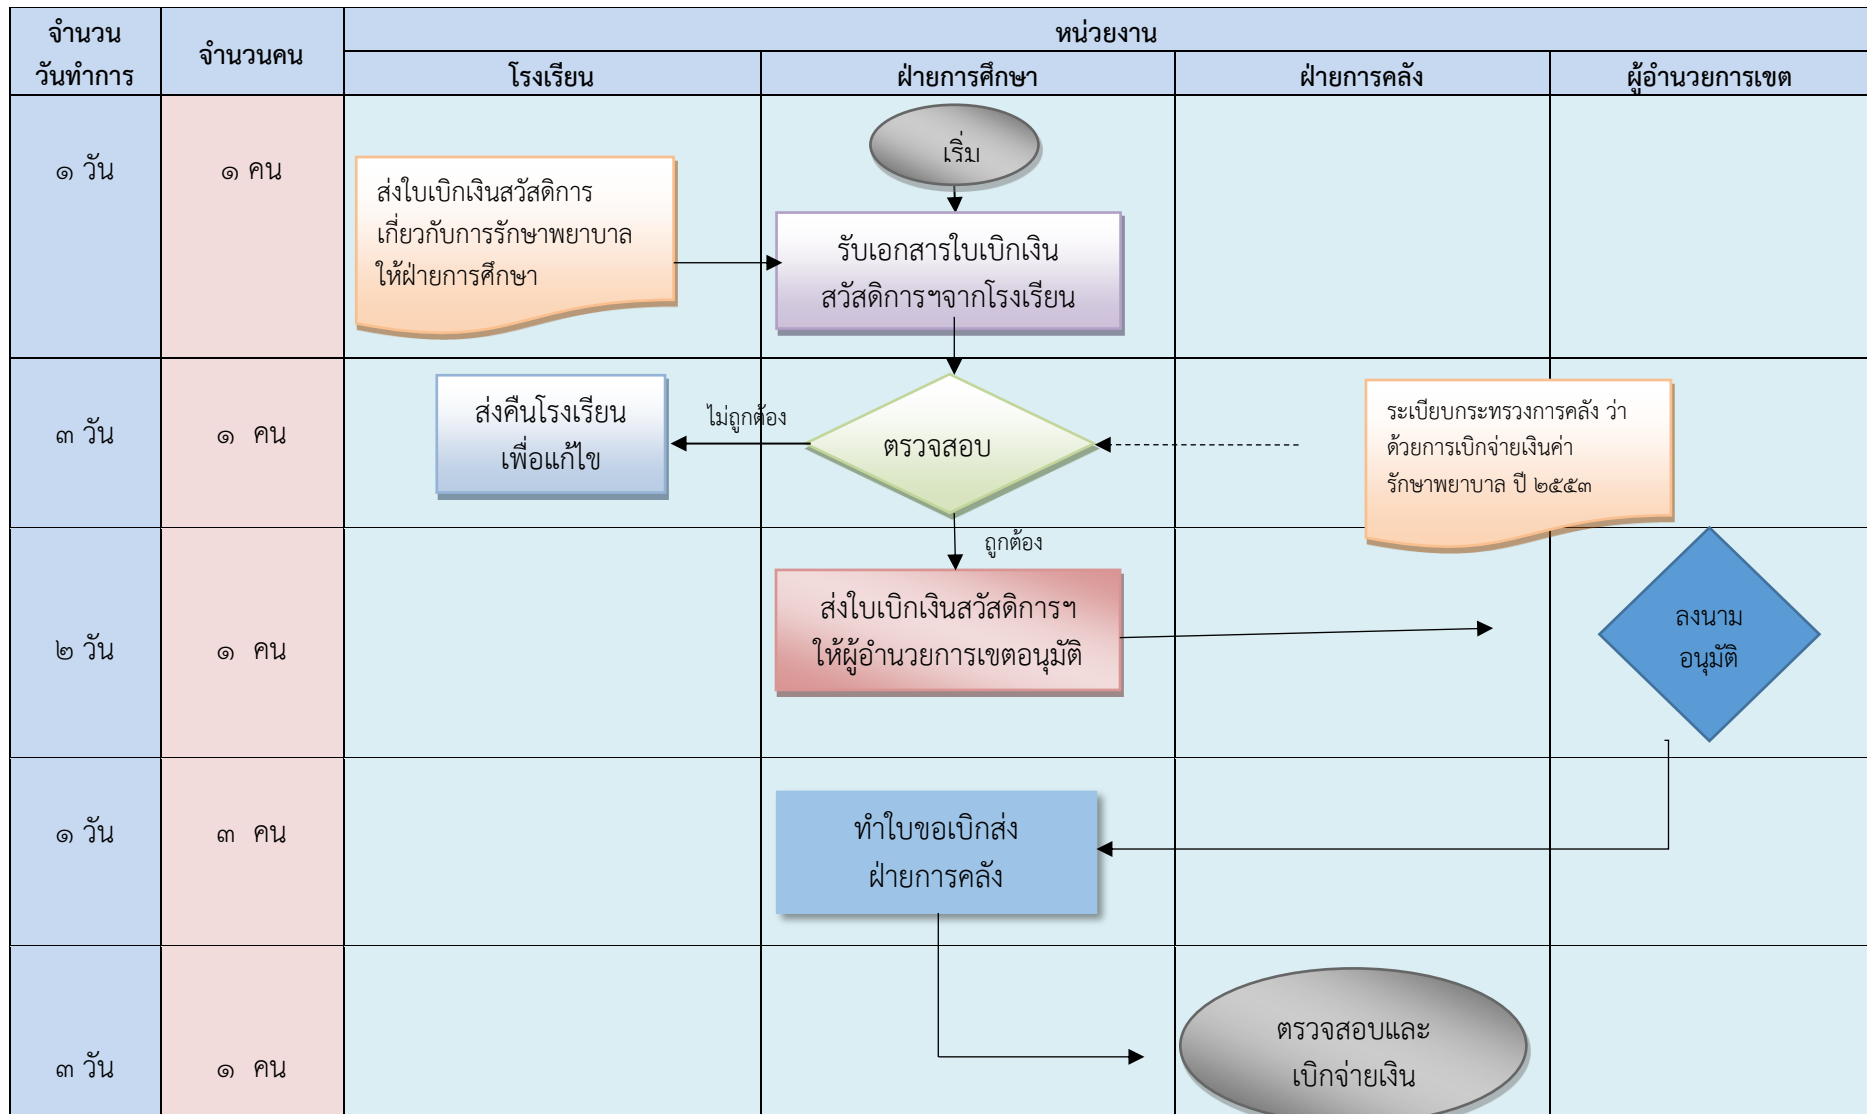 จำนวน
วันทำการ
จำนวนคน
หน่วยงาน
โรงเรียน
ฝ่ายการศึกษา
ฝ่ายการคลัง
ผู้อำนวยการเขต
๑ วัน
๑ คน
ส่งใบเบิกเงินสวัสดิการ
เกี่ยวกับการรักษาพยาบาล
ให้ฝ่ายการศึกษา
เริ่ม
รับเอกสารใบเบิกเงิน
สวัสดิการฯจากโรงเรียน
๓ วัน
๑ คน
ส่งคืนโรงเรียน
เพื่อแก้ไข
ไม่ถูกต้อง
ตรวจสอบ
ระเบียบกระทรวงการคลัง ว่า
ด้วยการเบิกจ่ายเงินค่า
รักษาพยาบาล ปี ๒๕๕๓
ถูกต้อง
๒ วัน
๑ คน
ส่งใบเบิกเงินสวัสดิการฯ
ให้ผู้อำนวยการเขตอนุมัติ
ลงนาม
อนุมัติ
๑ วัน
๓ คน
ทำใบขอเบิกส่ง
ฝ่ายการคลัง
๓ วัน
๑ คน
ตรวจสอบและ
เบิกจ่ายเงิน